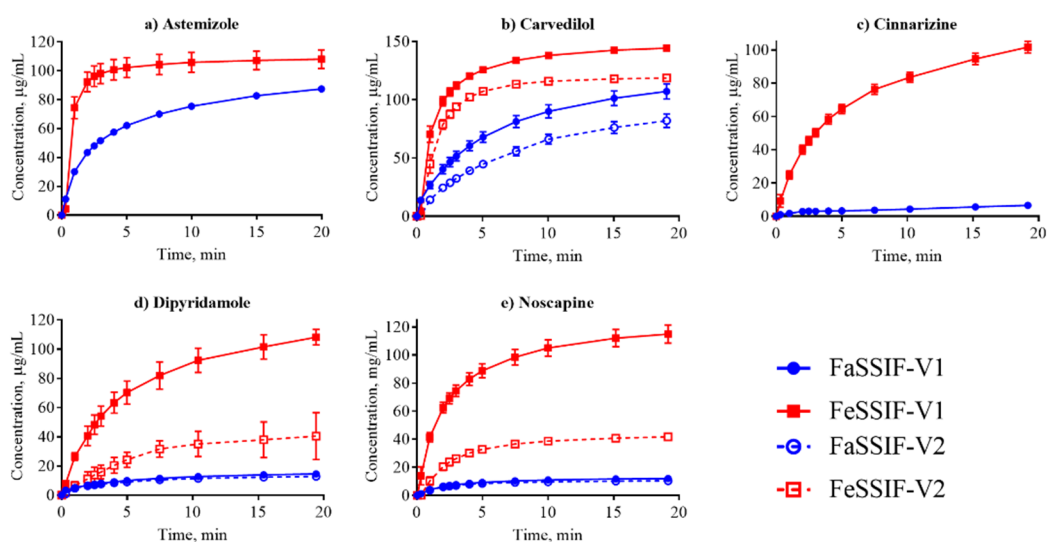 a) Astemizole
Concentration, µg/mL
120
100
80
60
40
20
0
0 5 10 15 20
Time, min
b) Carvedilol
Concentration, µg/mL
150
100
50
0
0 5 10 15 20
Time, min
c) Cinnarizine
Concentration, µg/mL
100
80
60
40
20
0
0 5 10 15 20
Time, min
d) Dipyridamole
Concentration, µg/mL
120
100
80
60
40
20
0
0 5 10 15 20
Time, min
e) Noscapine
Concentration, mg/mL
120
100
80
60
40
20
0
0 5 10 15 20
Time, min
FaSSIF-V1
FeSSIF-V1
FaSSIF-V2
FeSSIF-V2